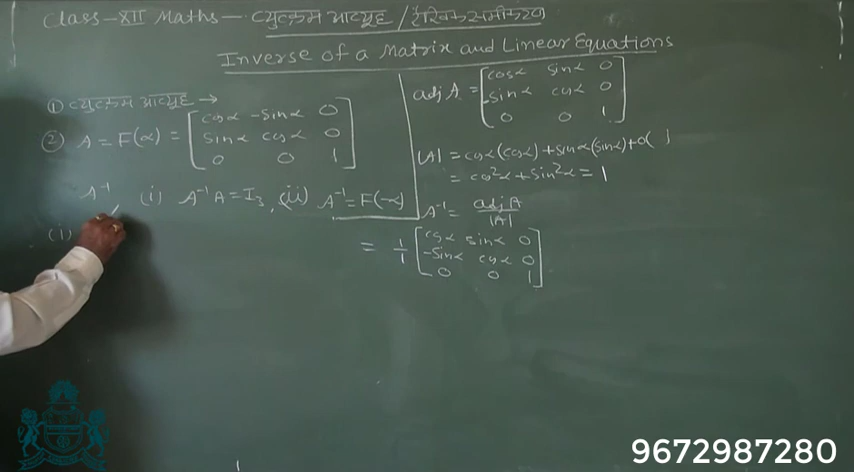 Class-XII Maths— व्युत्क्रम आव्यूह / रैखिक समीकरण
Inverse of a Matrix and Linear Equations
① व्युत्क्रम आव्यूह →
② A = F(α) = [cosα -sinα 0
sinα cosα 0
0 0 1]
A⁻¹ (i) A⁻¹A = I₃, (ii) A⁻¹ = F(-α)
(i)
adj A = [cosα sinα 0
-sinα cosα 0
0 0 1]
|A| = cosα(cosα) + sinα(sinα) + 0( )
= cos²α + sin²α = 1
A⁻¹ = adjA / |A|
= 1/1 [cosα sinα 0
-sinα cosα 0
0 0 1]
9672987280